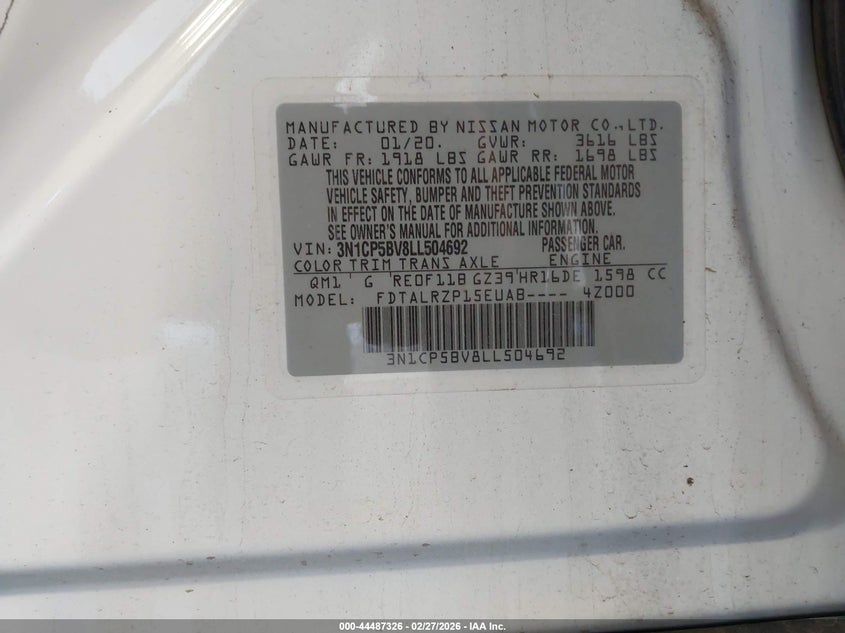 MANUFACTURED BY NISSAN MOTOR CO.,LTD.
DATE: 01/20. GVWR: 3616 LBS
GAWR FR: 1918 LBS GAWR RR: 1698 LBS
THIS VEHICLE CONFORMS TO ALL APPLICABLE FEDERAL MOTOR
VEHICLE SAFETY, BUMPER AND THEFT PREVENTION STANDARDS
IN EFFECT ON THE DATE OF MANUFACTURE SHOWN ABOVE.
SEE OWNER'S MANUAL FOR ADDITIONAL INFORMATION.
VIN: 3N1CP5BV8LL504692 PASSENGER CAR.
COLOR TRIM TRANS AXLE ENGINE
QM1 G RE0F11B GZ39 HR16DE 1598 CC
MODEL: FDTALRZP15EUAB---- 4Z000
3N1CP5BV8LL504692
000-44487326 — 02/27/2026 — IAA Inc.